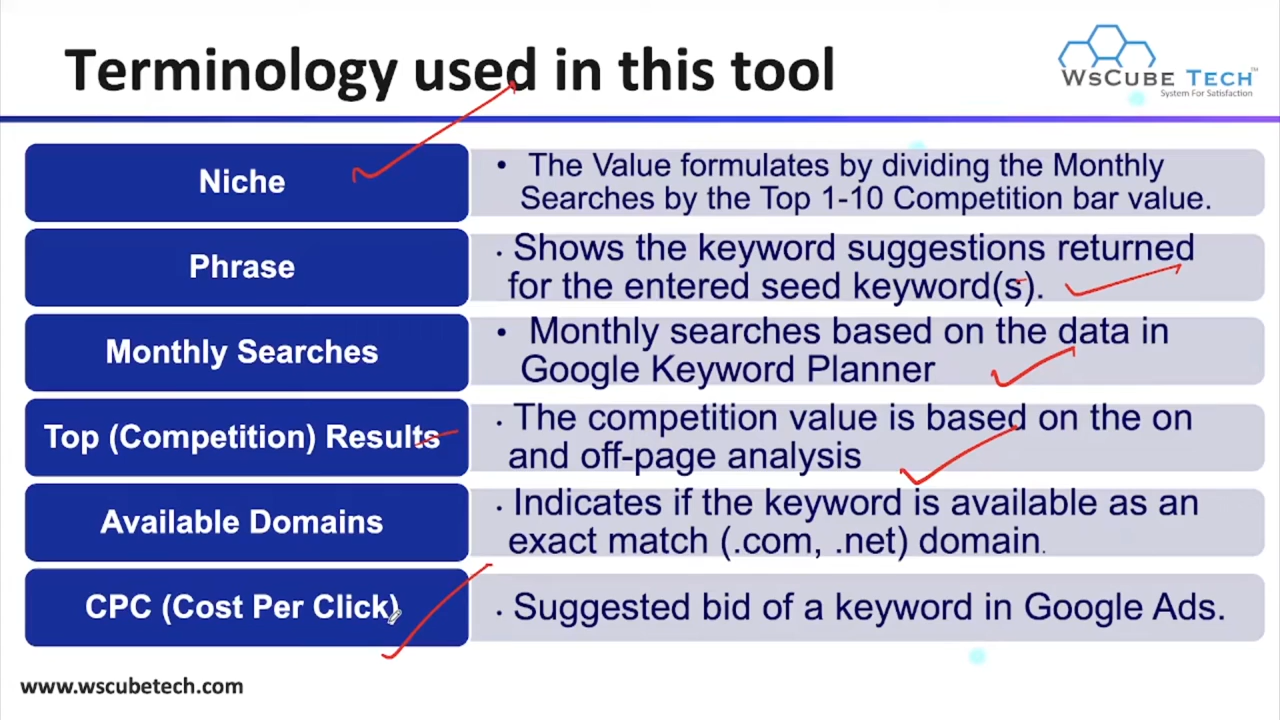 Terminology used in this tool
WsCube Tech™
System For Satisfaction
Niche
• The Value formulates by dividing the Monthly
Searches by the Top 1-10 Competition bar value.
Phrase
• Shows the keyword suggestions returned
for the entered seed keyword(s).
Monthly Searches
• Monthly searches based on the data in
Google Keyword Planner
Top (Competition) Results
• The competition value is based on the on
and off-page analysis
Available Domains
• Indicates if the keyword is available as an
exact match (.com, .net) domain.
CPC (Cost Per Click)
• Suggested bid of a keyword in Google Ads.
www.wscubetech.com